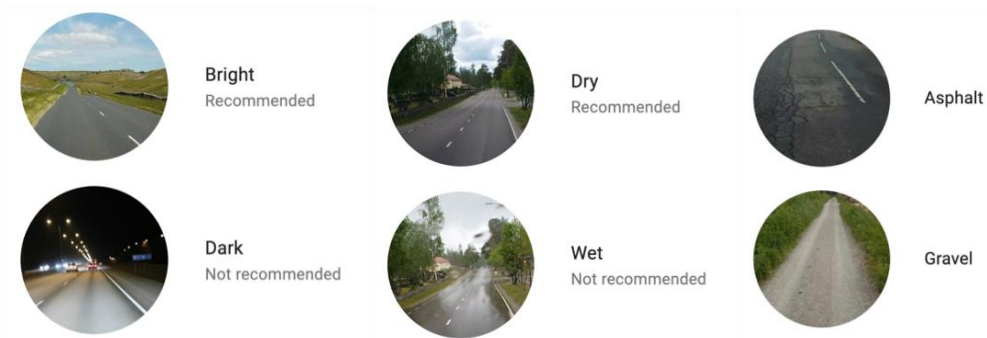 Bright
Recommended
Dark
Not recommended
Dry
Recommended
Wet
Not recommended
Asphalt
Gravel